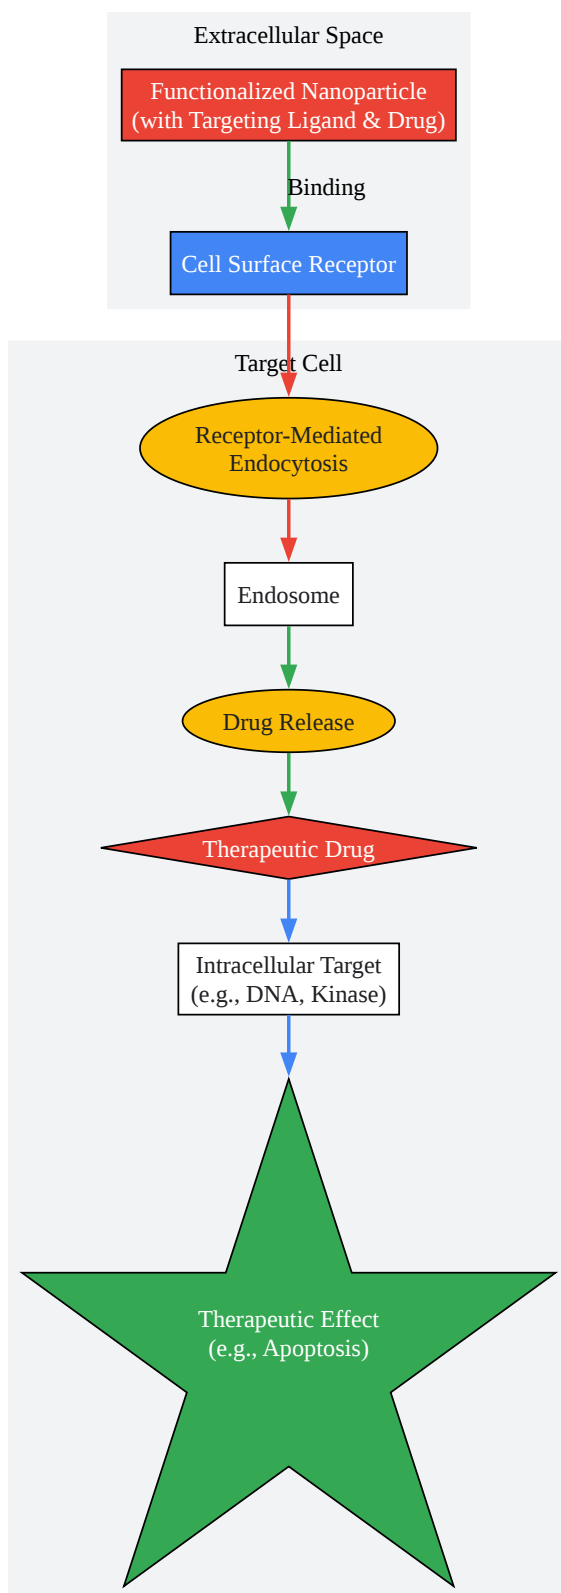 Extracellular Space
Functionalized Nanoparticle
(with Targeting Ligand & Drug)
Binding
Cell Surface Receptor
Target Cell
Receptor-Mediated
Endocytosis
Endosome
Drug Release
Therapeutic Drug
Intracellular Target
(e.g., DNA, Kinase)
Therapeutic Effect
(e.g., Apoptosis)